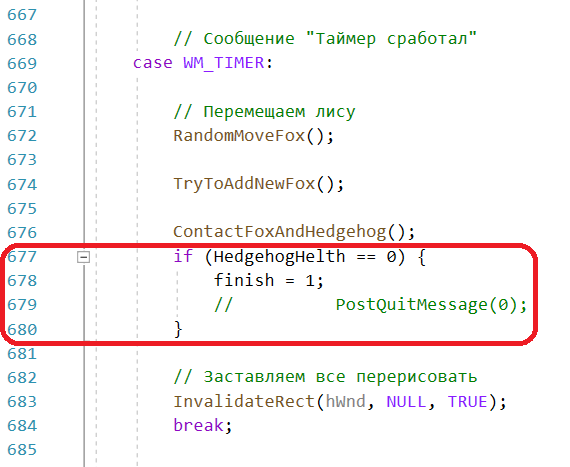 667
668 // Сообщение "Таймер сработал"
669 case WM_TIMER:
670
671 // Перемещаем лису
672 RandomMoveFox();
673
674 TryToAddNewFox();
675
676 ContactFoxAndHedgehog();
677 if (HedgehogHelth == 0) {
678 finish = 1;
679 // PostQuitMessage(0);
680 }
681
682 // Заставляем все перерисовать
683 InvalidateRect(hWnd, NULL, TRUE);
684 break;
685